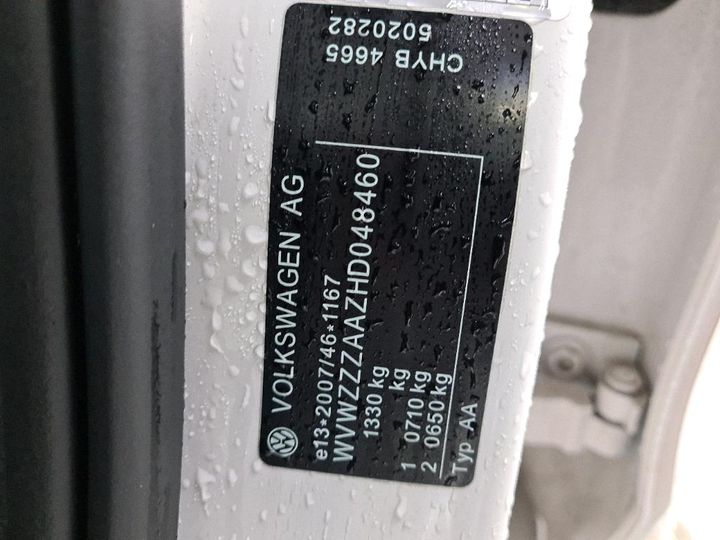 VOLKSWAGEN AG
e13*2007/46*1167
WVWZZZAAZHD048460
1330 kg
kg
1 0710 kg
2 0650 kg
Typ AA
CHYB 4665
5020282